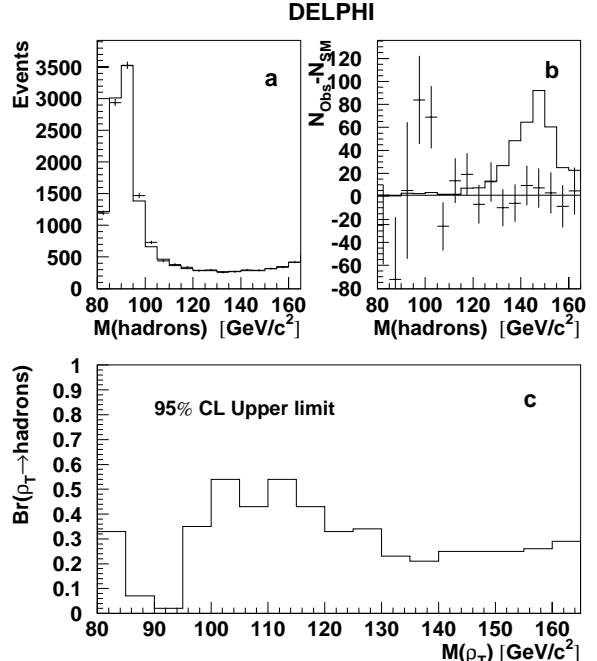 DELPHI
Events
3500
3000
2500
2000
1500
1000
500
0
a
80 100 120 140 160
M(hadrons) [GeV/c²]
N_Obs-N_SM
120
100
80
60
40
20
0
-20
-40
-60
-80
b
80 100 120 140 160
M(hadrons) [GeV/c²]
Br(ρ_T→hadrons)
1
0.9
0.8
0.7
0.6
0.5
0.4
0.3
0.2
0.1
0
95% CL Upper limit
c
80 90 100 110 120 130 140 150 160
M(ρ_T) [GeV/c²]